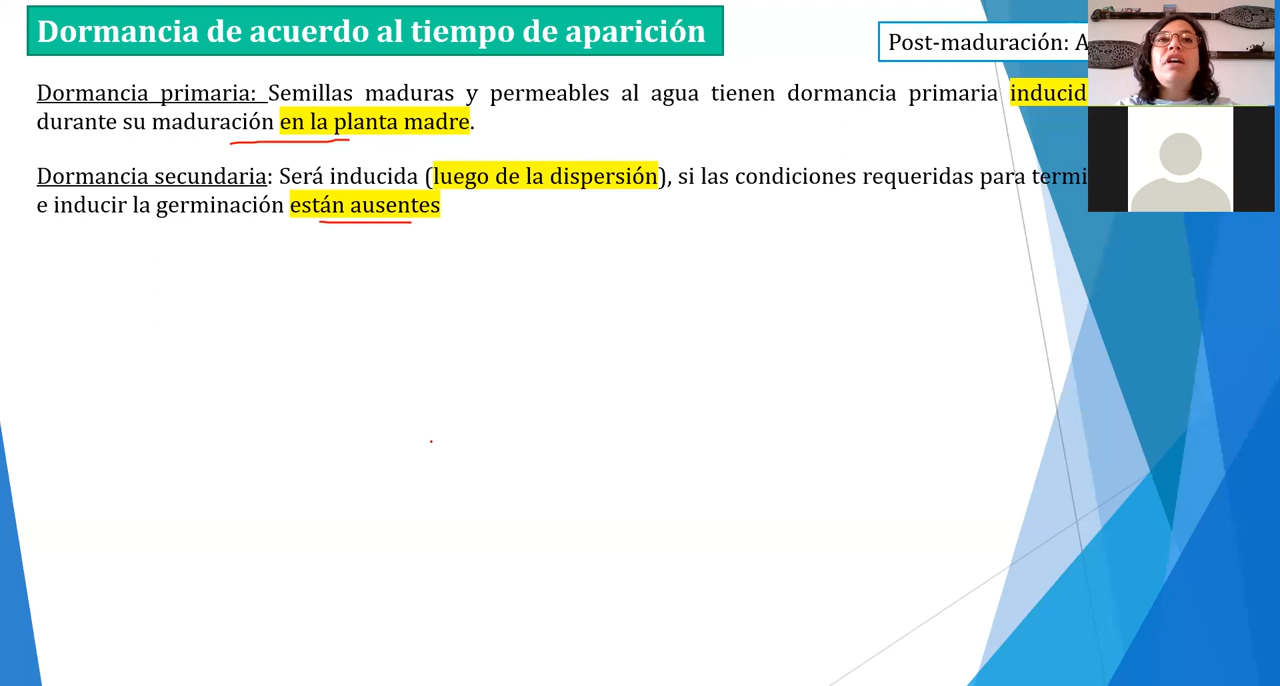 Dormancia de acuerdo al tiempo de aparición
Post-maduración: A
Dormancia primaria: Semillas maduras y permeables al agua tienen dormancia primaria inducid
durante su maduración en la planta madre.
Dormancia secundaria: Será inducida (luego de la dispersión), si las condiciones requeridas para termi
e inducir la germinación están ausentes